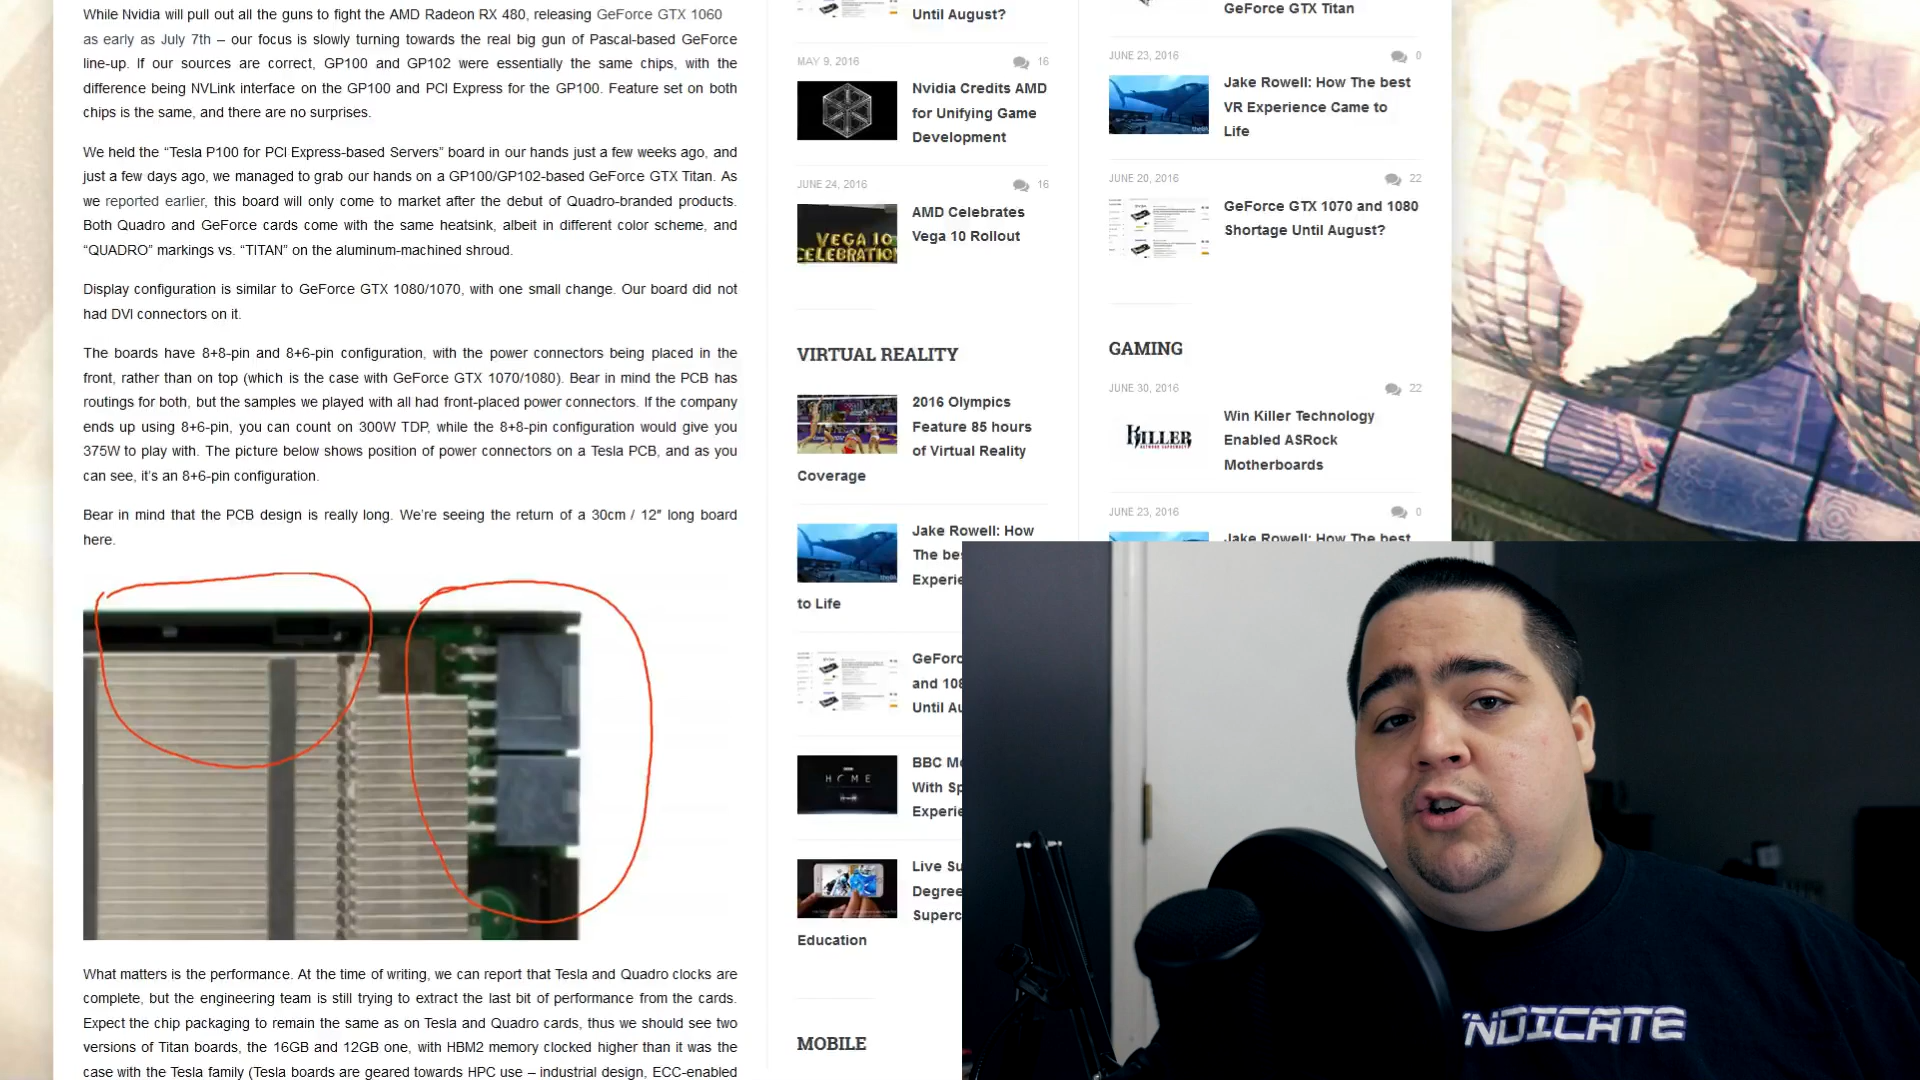 While Nvidia will pull out all the guns to fight the AMD Radeon RX 480, releasing GeForce GTX 1060
as early as July 7th – our focus is slowly turning towards the real big gun of Pascal-based GeForce
line-up. If our sources are correct, GP100 and GP102 were essentially the same chips, with the
difference being NVLink interface on the GP100 and PCI Express for the GP100. Feature set on both
chips is the same, and there are no surprises.
We held the “Tesla P100 for PCI Express-based Servers” board in our hands just a few weeks ago, and
just a few days ago, we managed to grab our hands on a GP100/GP102-based GeForce GTX Titan. As
we reported earlier, this board will only come to market after the debut of Quadro-branded products.
Both Quadro and GeForce cards come with the same heatsink, albeit in different color scheme, and
“QUADRO” markings vs. “TITAN” on the aluminum-machined shroud.
Display configuration is similar to GeForce GTX 1080/1070, with one small change. Our board did not
had DVI connectors on it.
The boards have 8+8-pin and 8+6-pin configuration, with the power connectors being placed in the
front, rather than on top (which is the case with GeForce GTX 1070/1080). Bear in mind the PCB has
routings for both, but the samples we played with all had front-placed power connectors. If the company
ends up using 8+6-pin, you can count on 300W TDP, while the 8+8-pin configuration would give you
375W to play with. The picture below shows position of power connectors on a Tesla PCB, and as you
can see, it’s an 8+6-pin configuration.
Bear in mind that the PCB design is really long. We’re seeing the return of a 30cm / 12″ long board
here.
What matters is the performance. At the time of writing, we can report that Tesla and Quadro clocks are
complete, but the engineering team is still trying to extract the last bit of performance from the cards.
Expect the chip packaging to remain the same as on Tesla and Quadro cards, thus we should see two
versions of Titan boards, the 16GB and 12GB one, with HBM2 memory clocked higher than it was the
case with the Tesla family (Tesla boards are geared towards HPC use – industrial design, ECC-enabled
Until August?
MAY 9, 2016 16
Nvidia Credits AMD
for Unifying Game
Development
JUNE 24, 2016 16
VEGA 10
CELEBRATION
AMD Celebrates
Vega 10 Rollout
VIRTUAL REALITY
2016 Olympics
Feature 85 hours
of Virtual Reality
Coverage
Jake Rowell: How
The bes
Experie
to Life
GeForc
and 108
Until Au
HOME
BBC Mo
With Sp
Experie
Live Su
Degree
Superc
Education
MOBILE
GeForce GTX Titan
JUNE 23, 2016 0
Jake Rowell: How The best
VR Experience Came to
Life
JUNE 20, 2016 22
GeForce GTX 1070 and 1080
Shortage Until August?
GAMING
JUNE 30, 2016 22
KILLER
Win Killer Technology
Enabled ASRock
Motherboards
JUNE 23, 2016 0
Jake Rowell: How The best
NDICATE